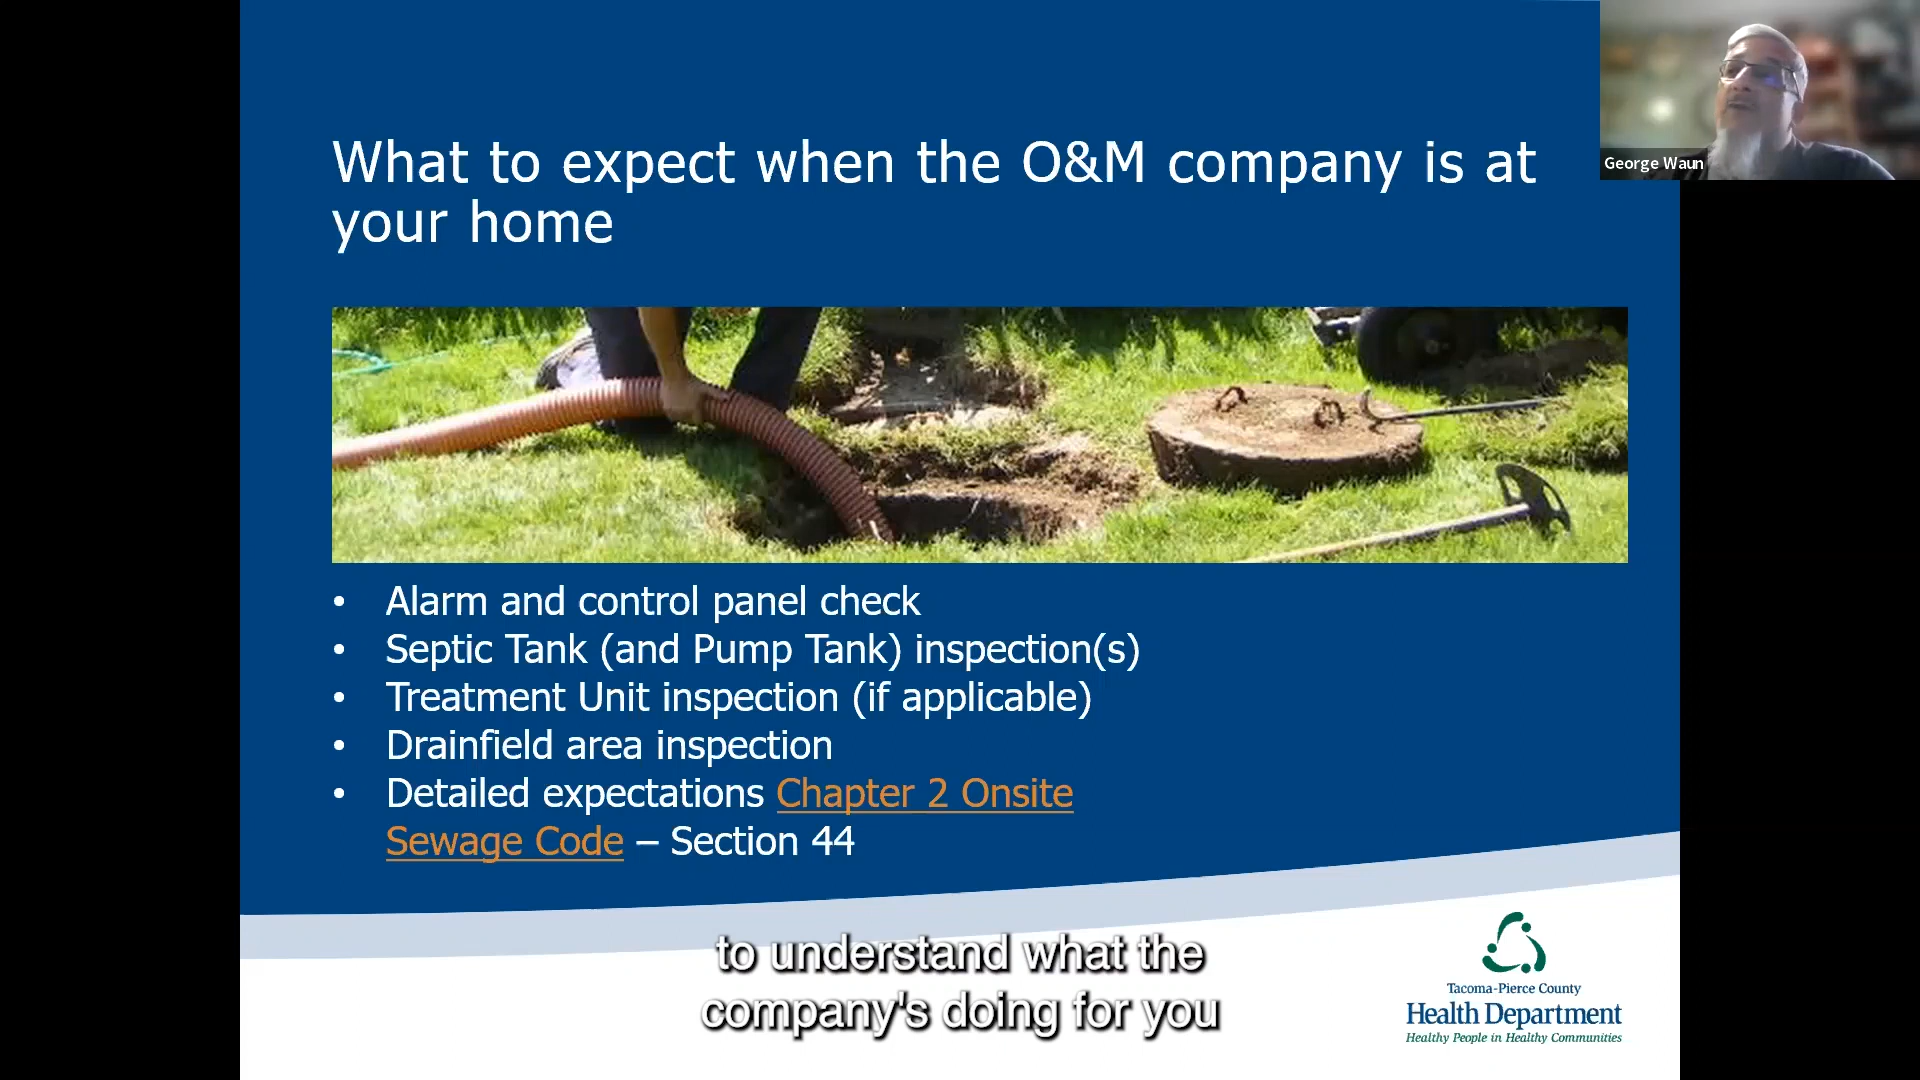 What to expect when the O&M company is at
your home
George Waun
• Alarm and control panel check
• Septic Tank (and Pump Tank) inspection(s)
• Treatment Unit inspection (if applicable)
• Drainfield area inspection
• Detailed expectations Chapter 2 Onsite
Sewage Code – Section 44
to understand what the
company's doing for you
Tacoma-Pierce County
Health Department
Healthy People in Healthy Communities